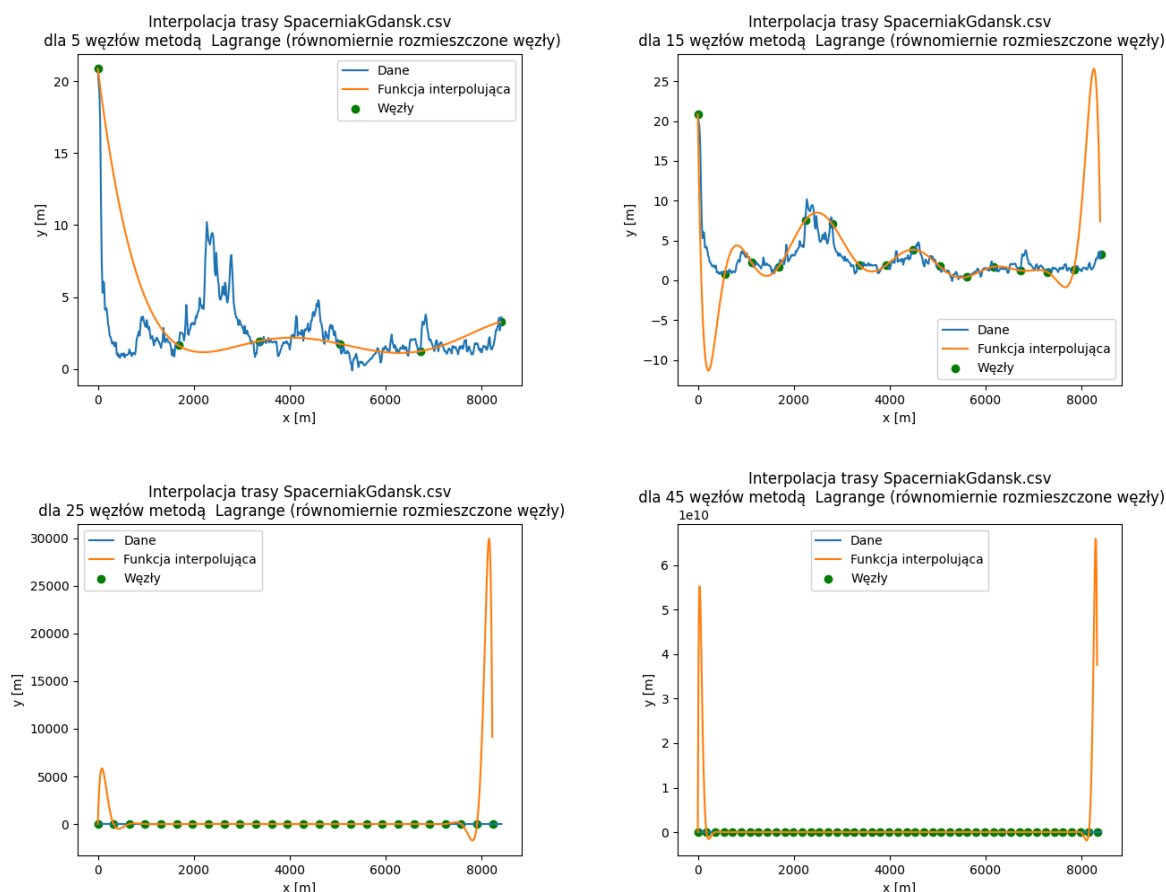 Interpolacja trasy SpacerniakGdansk.csv
dla 5 węzłów metodą  Lagrange (równomiernie rozmieszczone węzły)
20
15
10
5
0
y [m]
Dane
Funkcja interpolująca
Węzły
0 2000 4000 6000 8000
x [m]
Interpolacja trasy SpacerniakGdansk.csv
dla 15 węzłów metodą  Lagrange (równomiernie rozmieszczone węzły)
25
20
15
10
5
0
−5
−10
y [m]
Dane
Funkcja interpolująca
Węzły
0 2000 4000 6000 8000
x [m]
Interpolacja trasy SpacerniakGdansk.csv
dla 25 węzłów metodą  Lagrange (równomiernie rozmieszczone węzły)
30000
25000
20000
15000
10000
5000
0
y [m]
Dane
Funkcja interpolująca
Węzły
0 2000 4000 6000 8000
x [m]
Interpolacja trasy SpacerniakGdansk.csv
dla 45 węzłów metodą  Lagrange (równomiernie rozmieszczone węzły)
1e10
6
5
4
3
2
1
0
y [m]
Dane
Funkcja interpolująca
Węzły
0 2000 4000 6000 8000
x [m]